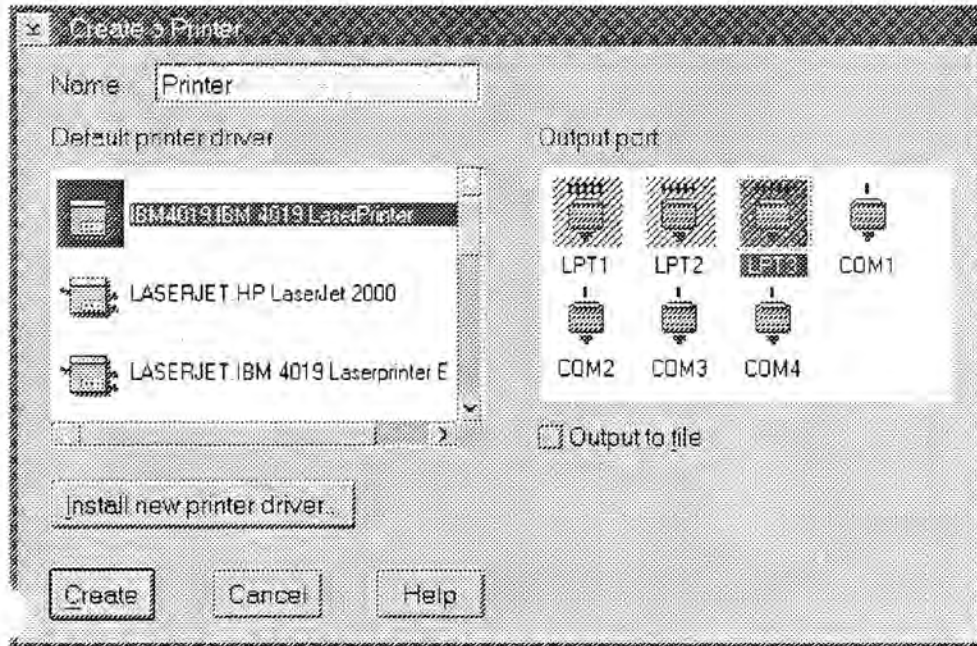 Create a Printer
Name Printer
Default printer driver
IBM4019.IBM 4019 LaserPrinter
LASERJET.HP LaserJet 2000
LASERJET.IBM 4019 Laserprinter E
Output port
LPT1 LPT2 LPT3 COM1
COM2 COM3 COM4
Output to file
Install new printer driver...
Create Cancel Help